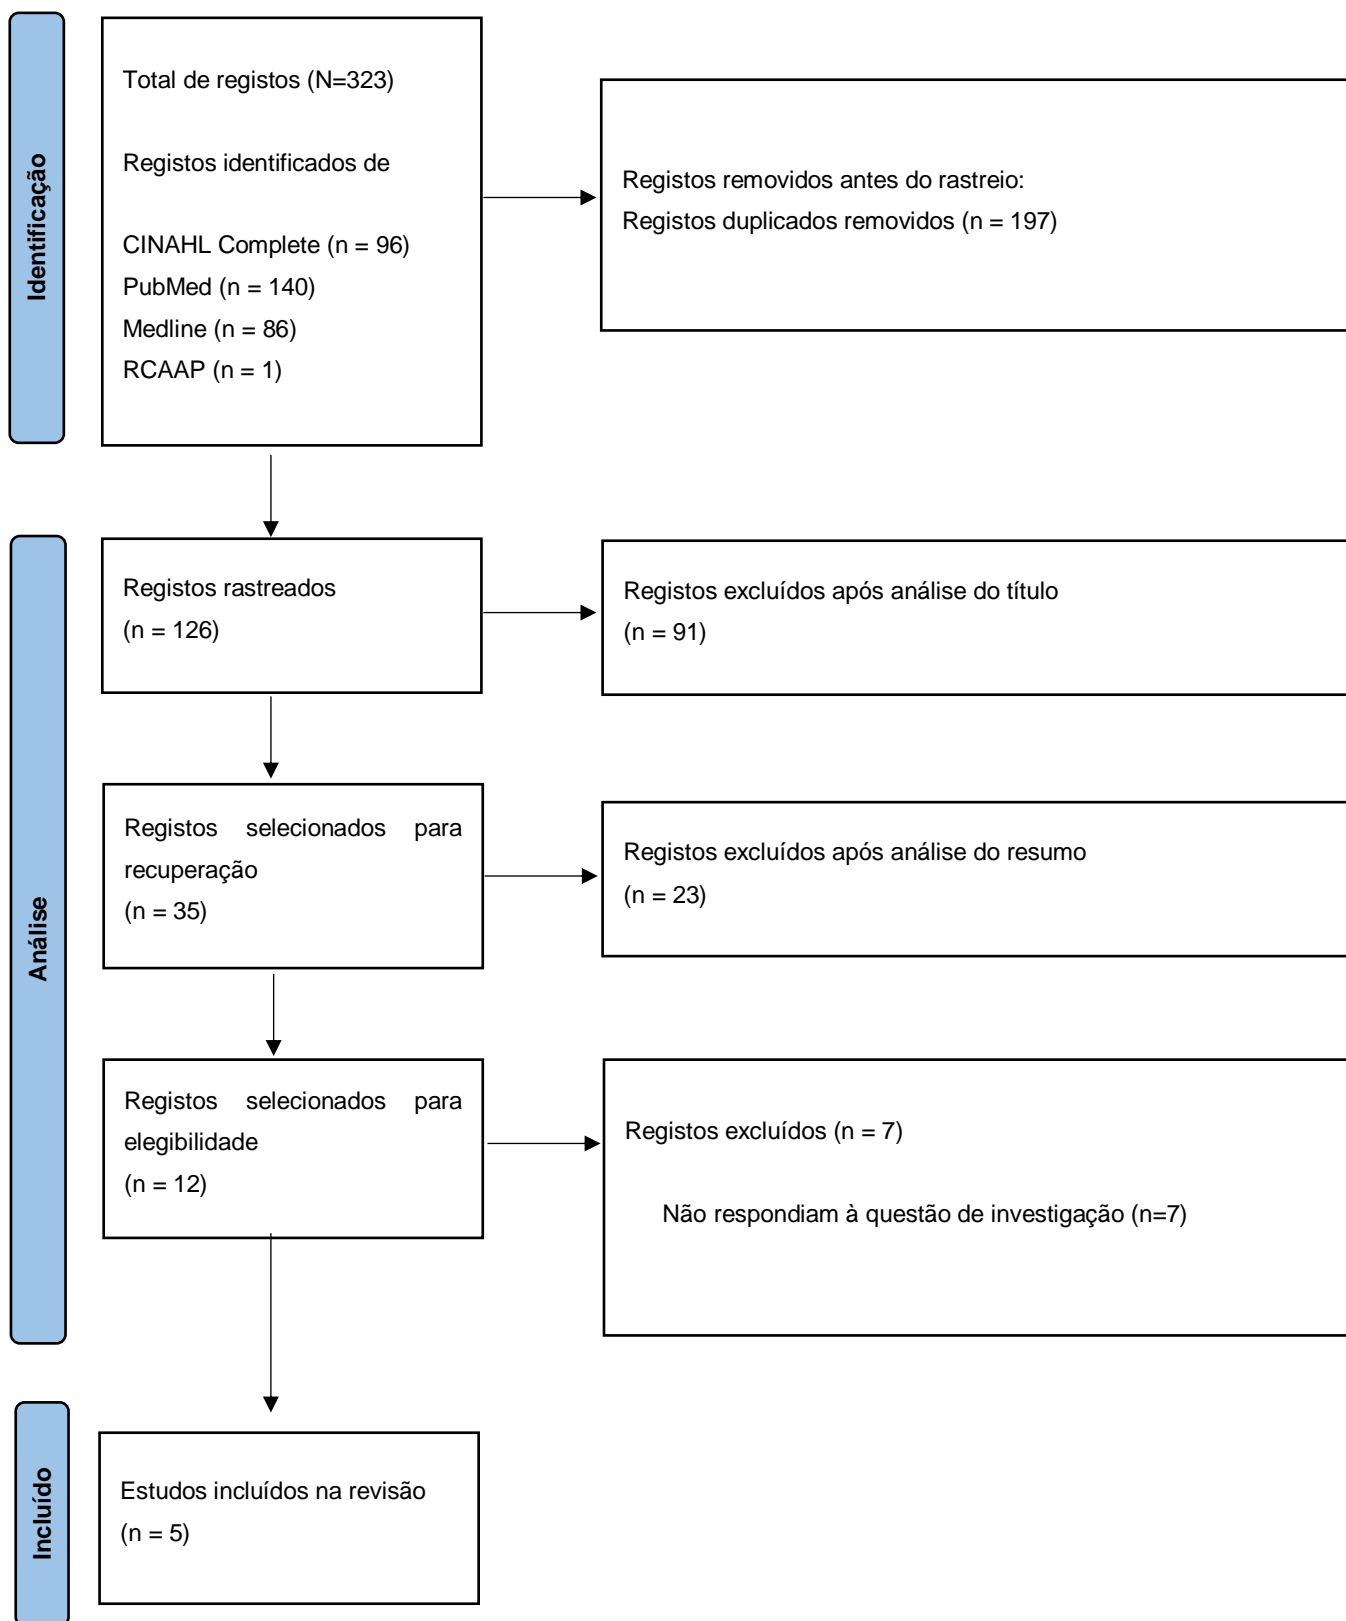 Identificação
Total de registos (N=323)
Registos identificados de
CINAHL Complete (n = 96)
PubMed (n = 140)
Medline (n = 86)
RCAAP (n = 1)
Registos removidos antes do rastreio:
Registos duplicados removidos (n = 197)
Análise
Registos rastreados
(n = 126)
Registos excluídos após análise do título
(n = 91)
Registos selecionados para
recuperação
(n = 35)
Registos excluídos após análise do resumo
(n = 23)
Registos selecionados para
elegibilidade
(n = 12)
Registos excluídos (n = 7)
Não respondiam à questão de investigação (n=7)
Incluído
Estudos incluídos na revisão
(n = 5)